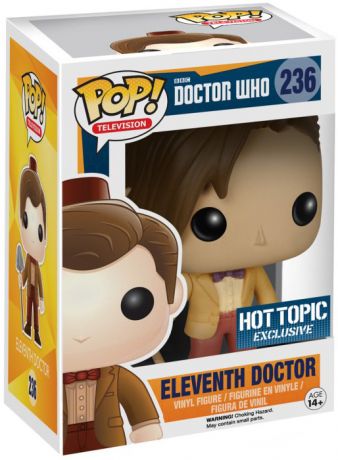 POP!
TELEVISION
BBC
DOCTOR WHO
236
HOT TOPIC
EXCLUSIVE
ELEVENTH DOCTOR
VINYL FIGURE / FIGURINE EN VINYLE /
FIGURA DE VINIL
WARNING! Choking Hazard.
May contain small parts.
AGE
14+
ELEVENTH DOCTOR
236